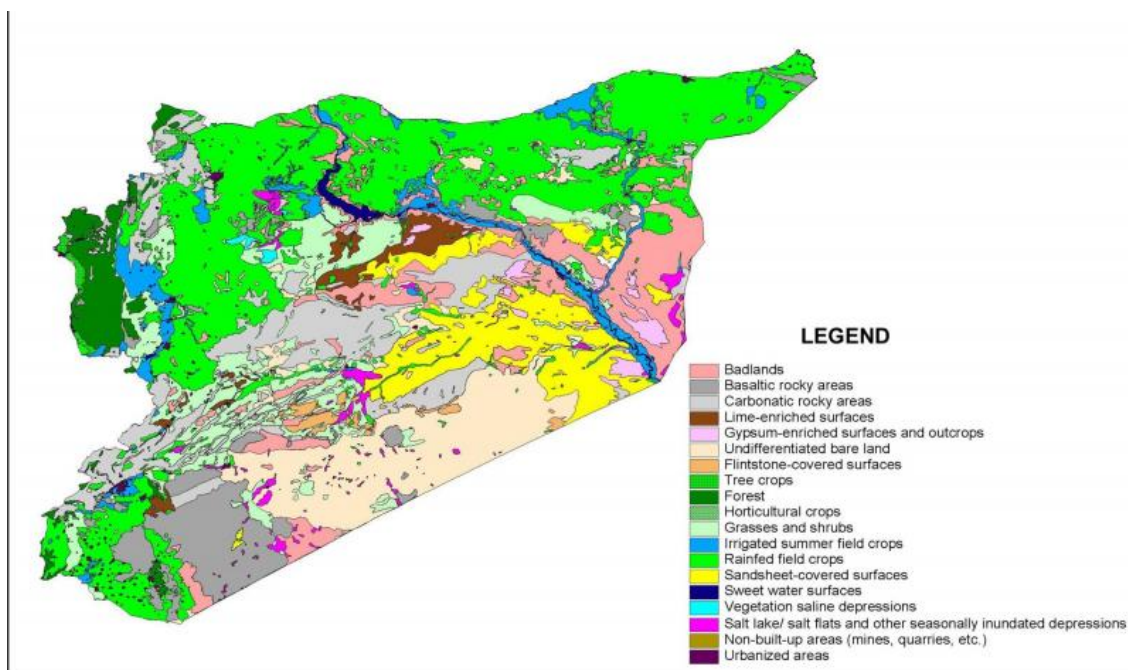 LEGEND
Badlands
Basaltic rocky areas
Carbonatic rocky areas
Lime-enriched surfaces
Gypsum-enriched surfaces and outcrops
Undifferentiated bare land
Flintstone-covered surfaces
Tree crops
Forest
Horticultural crops
Grasses and shrubs
Irrigated summer field crops
Rainfed field crops
Sandsheet-covered surfaces
Sweet water surfaces
Vegetation saline depressions
Salt lake/ salt flats and other seasonally inundated depressions
Non-built-up areas (mines, quarries, etc.)
Urbanized areas